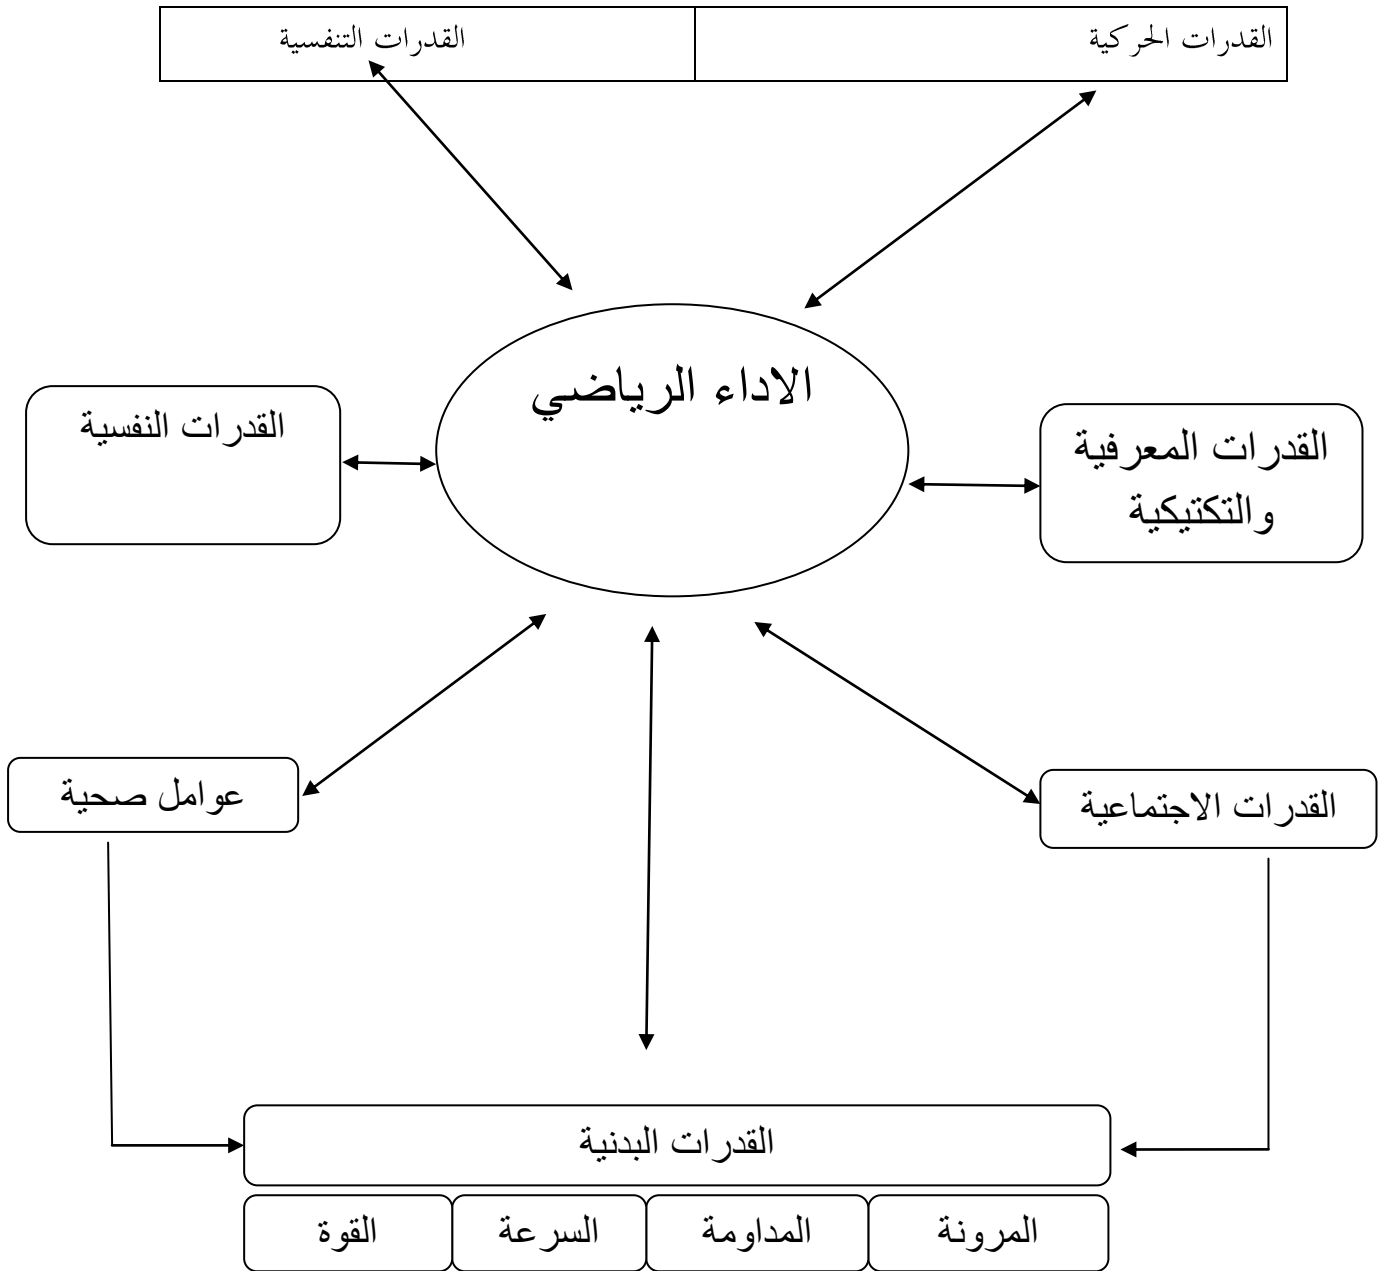 القدرات الحركية
القدرات التنفسية
الاداء الرياضي
القدرات المعرفية
والتكتيكية
القدرات النفسية
القدرات الاجتماعية
عوامل صحية
القدرات البدنية
المرونة
المداومة
السرعة
القوة